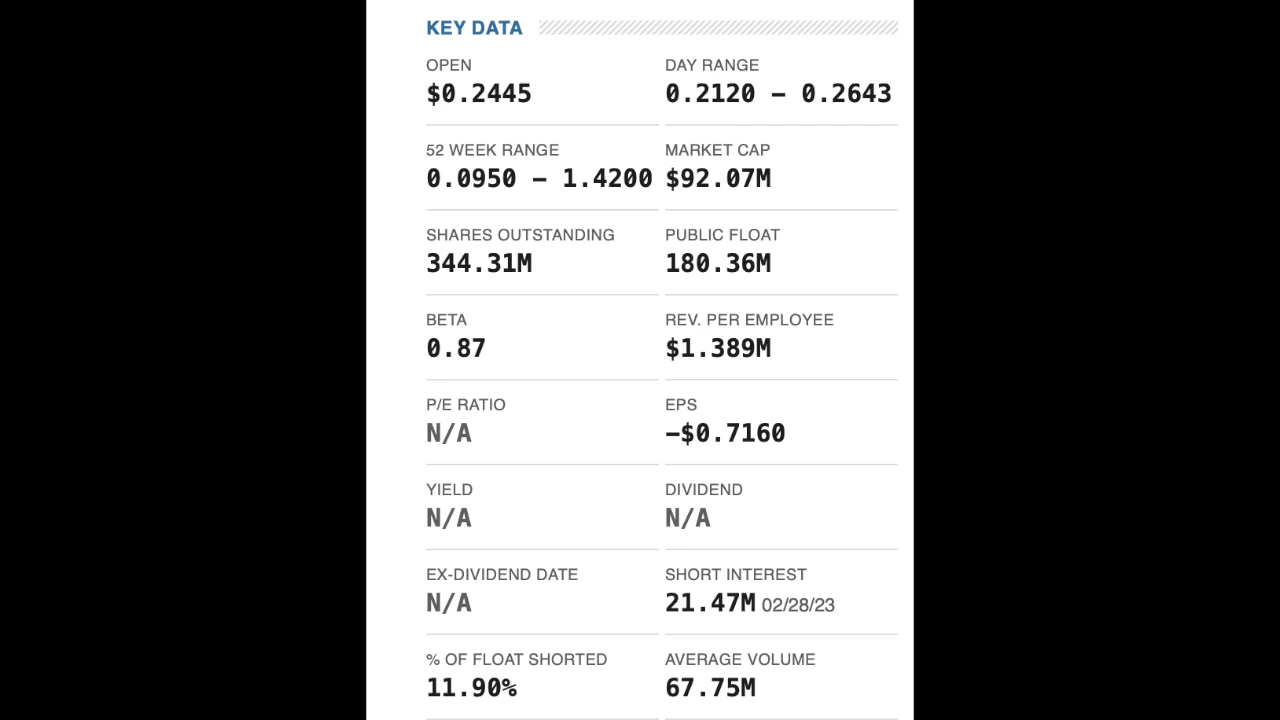 KEY DATA
OPEN DAY RANGE
$0.2445 0.2120 – 0.2643
52 WEEK RANGE MARKET CAP
0.0950 – 1.4200 $92.07M
SHARES OUTSTANDING PUBLIC FLOAT
344.31M 180.36M
BETA REV. PER EMPLOYEE
0.87 $1.389M
P/E RATIO EPS
N/A –$0.7160
YIELD DIVIDEND
N/A N/A
EX-DIVIDEND DATE SHORT INTEREST
N/A 21.47M 02/28/23
% OF FLOAT SHORTED AVERAGE VOLUME
11.90% 67.75M